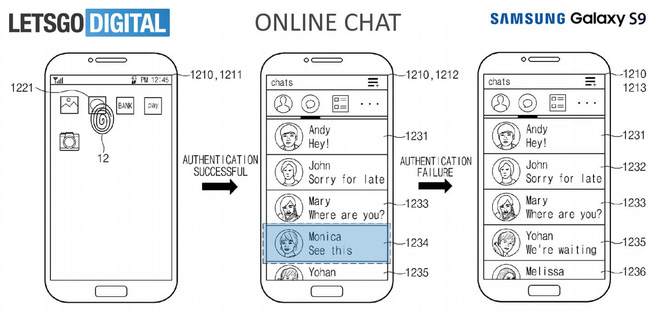 LETSGO DIGITAL
ONLINE CHAT
SAMSUNG Galaxy S9
PM 12:45
1221
1210, 1211
BANK
pay
12
AUTHENTICATION
SUCCESSFUL
chats
1210, 1212
Andy
Hey!
1231
John
Sorry for late
1232
Mary
Where are you?
1233
Monica
See this
1234
Yohan
1235
AUTHENTICATION
FAILURE
chats
1210
1213
Andy
Hey!
1231
John
Sorry for late
1232
Mary
Where are you?
1233
Yohan
We're waiting
1235
Melissa
1236